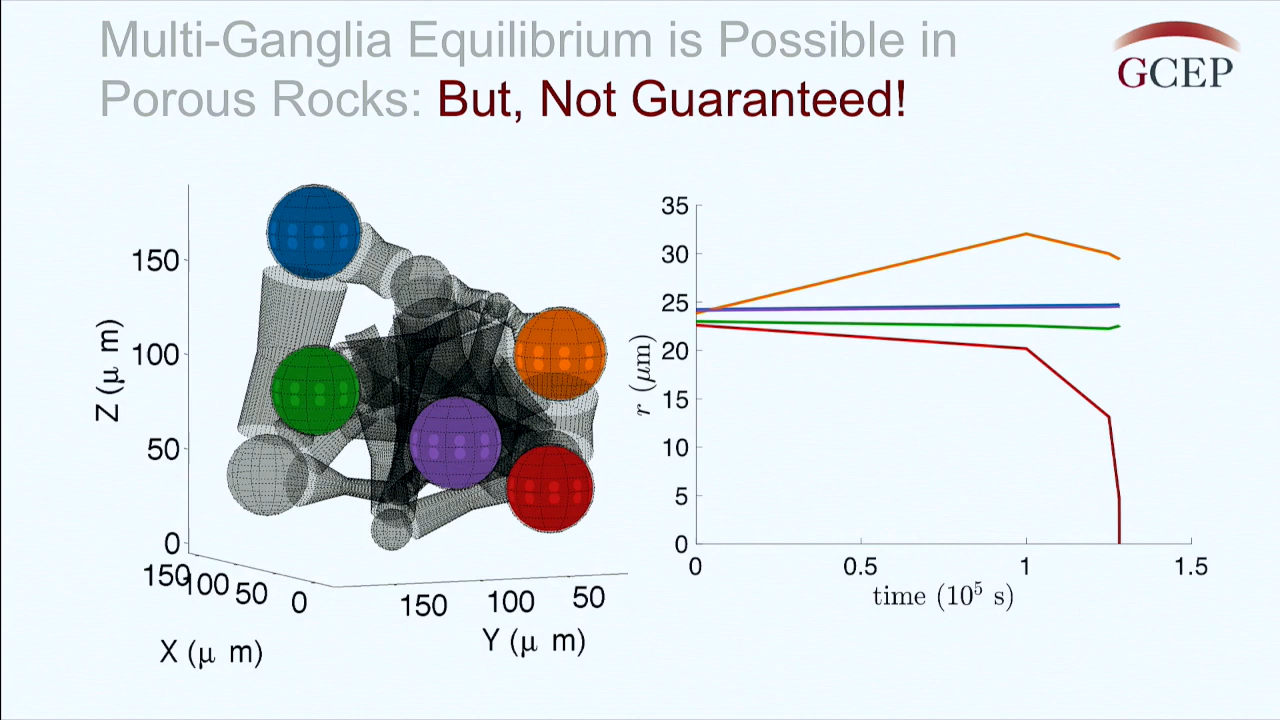 Multi-Ganglia Equilibrium is Possible in
Porous Rocks: But, Not Guaranteed!
GCEP
150
100
50
0
Z (μ m)
150
100
50
0
X (μ m)
150
100
50
Y (μ m)
35
30
25
20
15
10
5
0
r (μm)
0
0.5
1
1.5
time (10⁵ s)